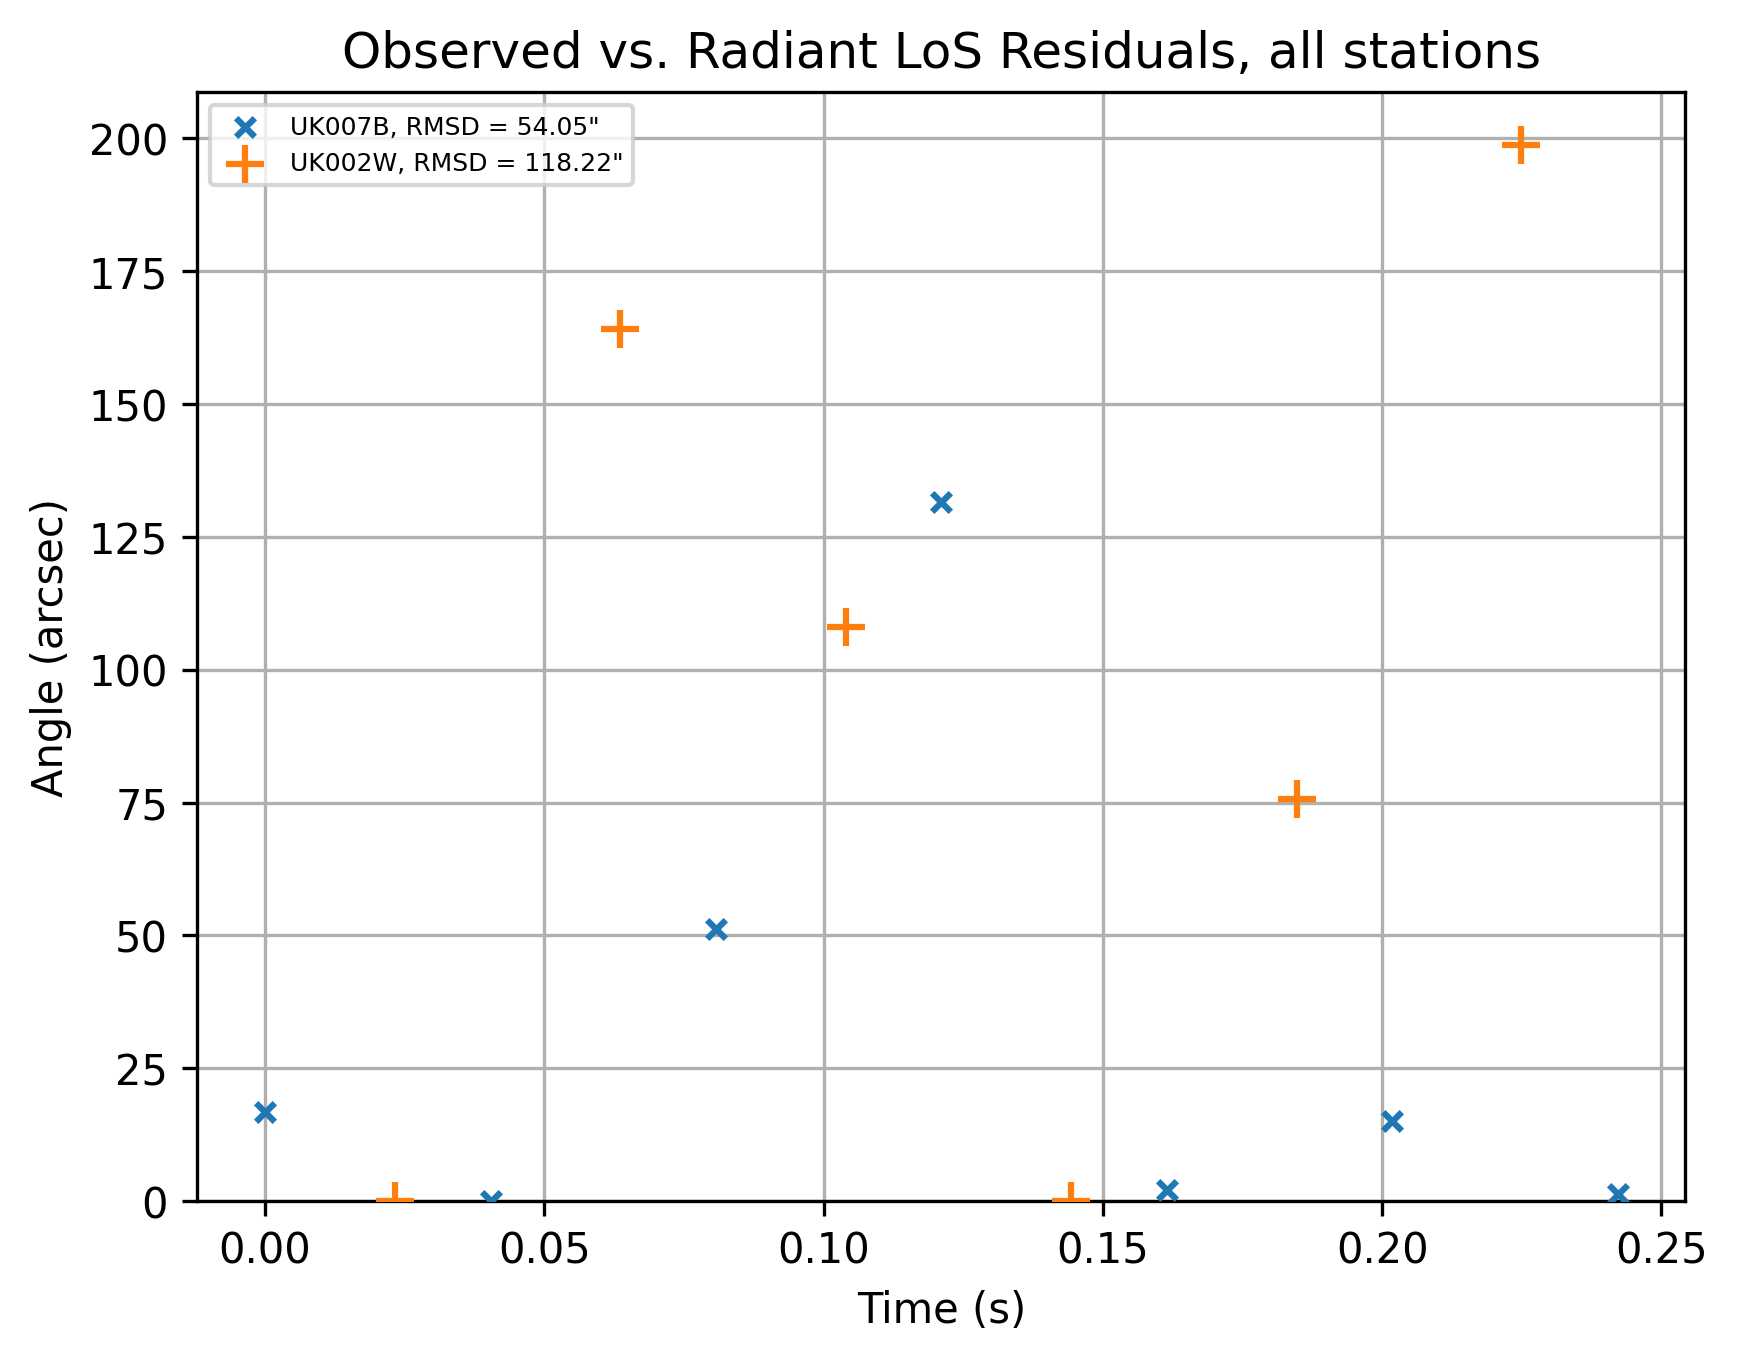 Observed vs. Radiant LoS Residuals, all stations
UK007B, RMSD = 54.05"
UK002W, RMSD = 118.22"
Angle (arcsec)
200
175
150
125
100
75
50
25
0
0.00 0.05 0.10 0.15 0.20 0.25
Time (s)